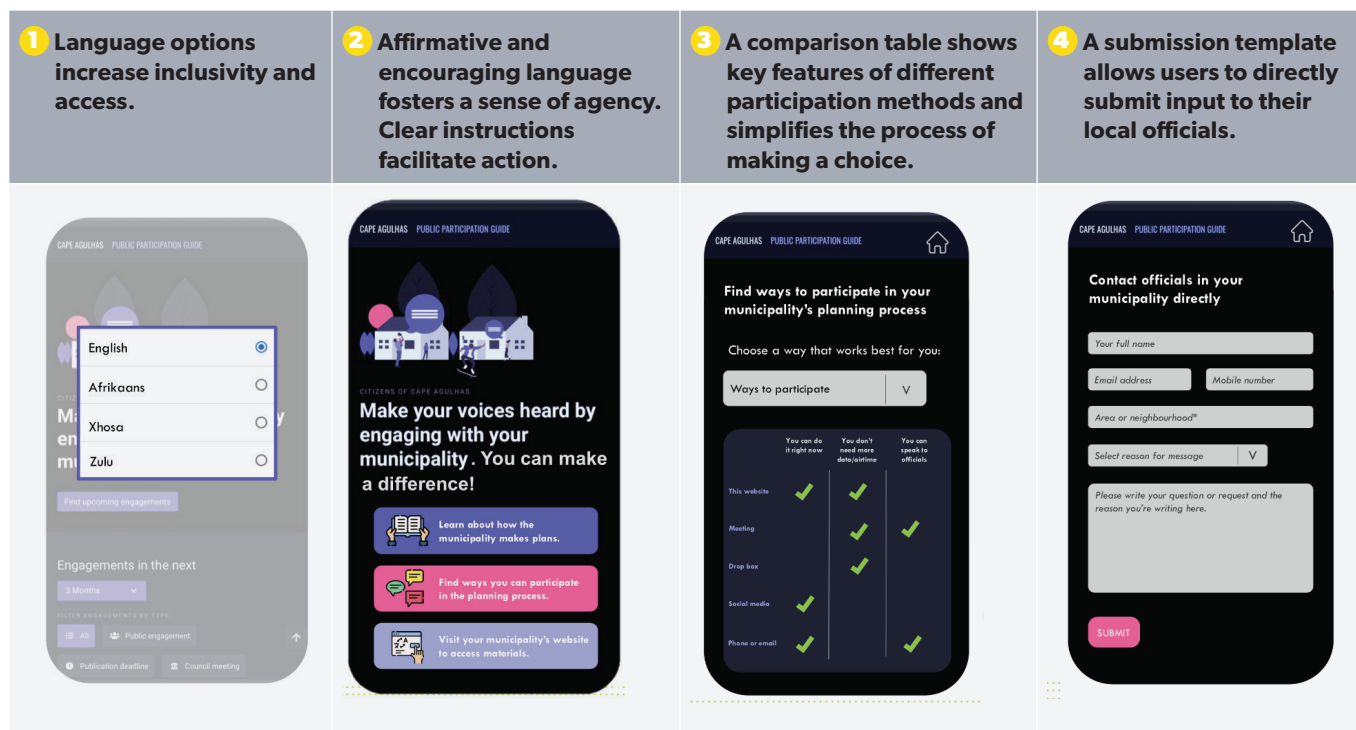 1 Language options
increase inclusivity and
access.
2 Affirmative and
encouraging language
fosters a sense of agency.
Clear instructions
facilitate action.
3 A comparison table shows
key features of different
participation methods and
simplifies the process of
making a choice.
4 A submission template
allows users to directly
submit input to their
local officials.
CAPE AGULHAS PUBLIC PARTICIPATION GUIDE
English
Afrikaans
Xhosa
Zulu
Find upcoming engagements
Engagements in the next
3 Months
FILTER ENGAGEMENTS BY TYPE
All Public engagement
Publication deadline Council meeting
CAPE AGULHAS PUBLIC PARTICIPATION GUIDE
CITIZENS OF CAPE AGULHAS
Make your voices heard by
engaging with your
municipality. You can make
a difference!
Learn about how the
municipality makes plans.
Find ways you can participate
in the planning process.
Visit your municipality's website
to access materials.
CAPE AGULHAS PUBLIC PARTICIPATION GUIDE
Find ways to participate in your
municipality's planning process
Choose a way that works best for you:
Ways to participate V
You can do
it right now
You don't
need more
data/airtime
You can
speak to
officials
This website
Meeting
Drop box
Social media
Phone or email
CAPE AGULHAS PUBLIC PARTICIPATION GUIDE
Contact officials in your
municipality directly
Your full name
Email address Mobile number
Area or neighbourhood*
Select reason for message V
Please write your question or request and the
reason you're writing here.
SUBMIT